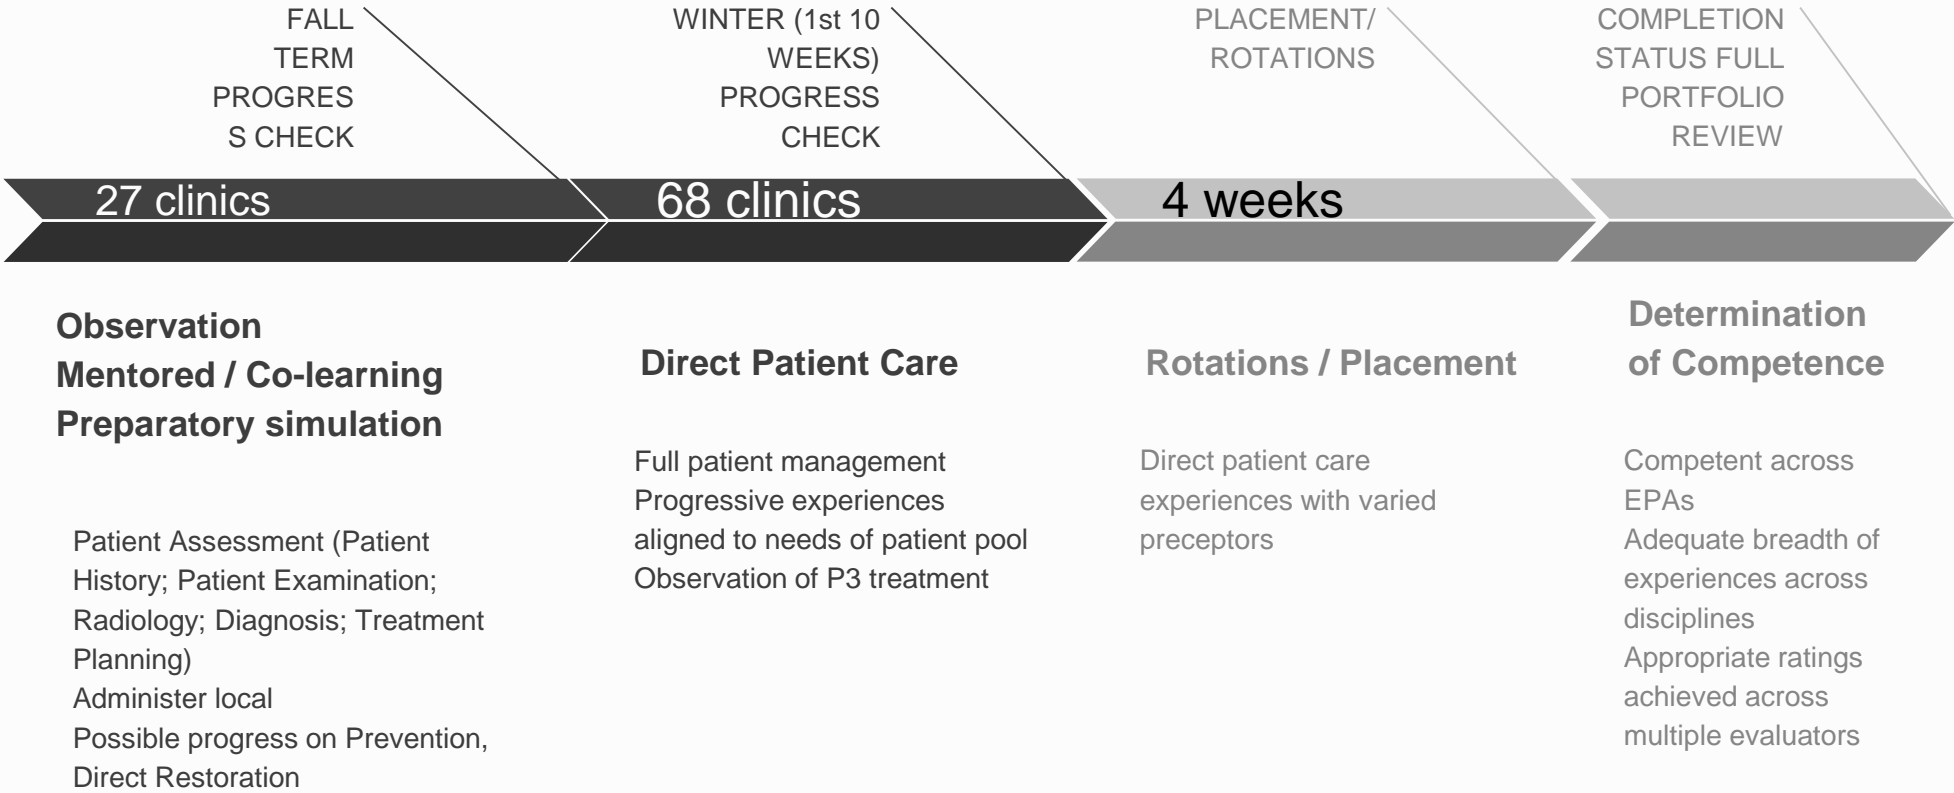 FALL
TERM
PROGRES
S CHECK
WINTER (1st 10
WEEKS)
PROGRESS
CHECK
PLACEMENT/
ROTATIONS
COMPLETION
STATUS FULL
PORTFOLIO
REVIEW
27 clinics
68 clinics
4 weeks
Observation
Mentored / Co-learning
Preparatory simulation
Patient Assessment (Patient
History; Patient Examination;
Radiology; Diagnosis; Treatment
Planning)
Administer local
Possible progress on Prevention,
Direct Restoration
Direct Patient Care
Full patient management
Progressive experiences
aligned to needs of patient pool
Observation of P3 treatment
Rotations / Placement
Direct patient care
experiences with varied
preceptors
Determination
of Competence
Competent across
EPAs
Adequate breadth of
experiences across
disciplines
Appropriate ratings
achieved across
multiple evaluators